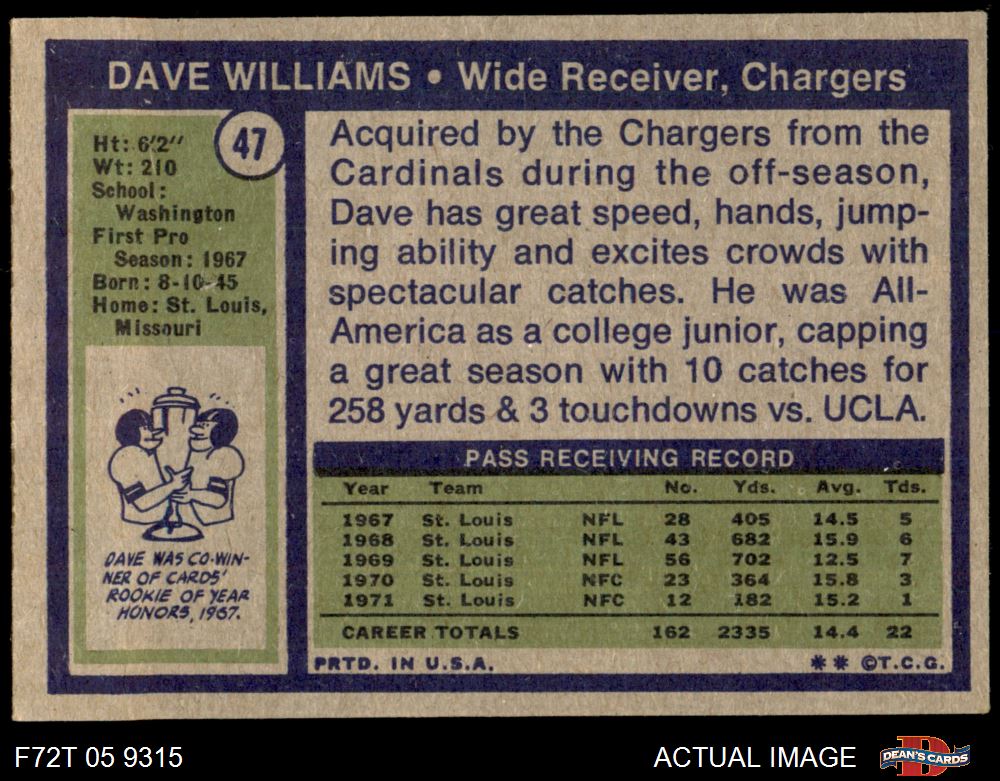 DAVE WILLIAMS • Wide Receiver, Chargers
47
Ht: 6'2"
Wt: 210
School:
Washington
First Pro
Season: 1967
Born: 8-10-45
Home: St. Louis,
Missouri
DAVE WAS CO-WIN-
NER OF CARDS'
ROOKIE OF YEAR
HONORS, 1967.
Acquired by the Chargers from the
Cardinals during the off-season,
Dave has great speed, hands, jump-
ing ability and excites crowds with
spectacular catches. He was All-
America as a college junior, capping
a great season with 10 catches for
258 yards & 3 touchdowns vs. UCLA.
PASS RECEIVING RECORD
Year Team No. Yds. Avg. Tds.
1967 St. Louis NFL 28 405 14.5 5
1968 St. Louis NFL 43 682 15.9 6
1969 St. Louis NFL 56 702 12.5 7
1970 St. Louis NFC 23 364 15.8 3
1971 St. Louis NFC 12 182 15.2 1
CAREER TOTALS 162 2335 14.4 22
PRTD. IN U.S.A. ** ©T.C.G.
F72T 05 9315 ACTUAL IMAGE DEAN'S CARDS